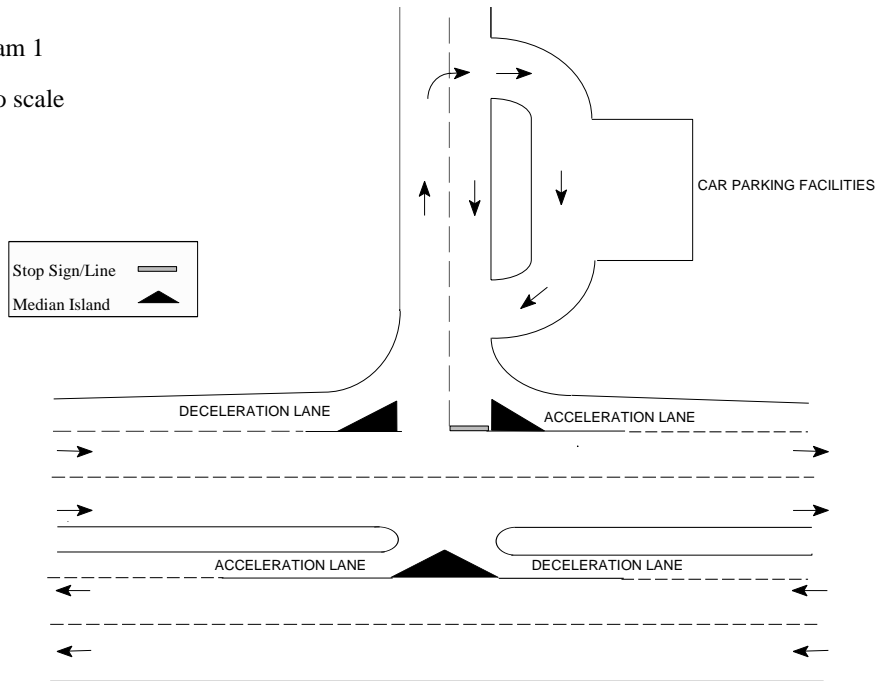 am 1
o scale
CAR PARKING FACILITIES
Stop Sign/Line
Median Island
DECELERATION LANE
ACCELERATION LANE
ACCELERATION LANE
DECELERATION LANE